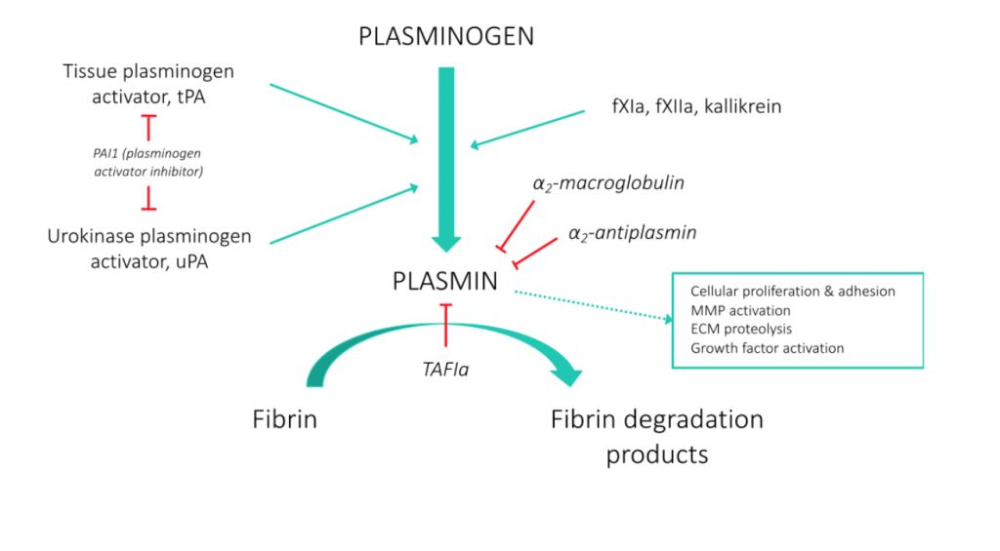 PLASMINOGEN
Tissue plasminogen
activator, tPA
fXIa, fXIIa, kallikrein
PAI1 (plasminogen
activator inhibitor)
α2-macroglobulin
Urokinase plasminogen
activator, uPA
α2-antiplasmin
PLASMIN
Cellular proliferation & adhesion
MMP activation
ECM proteolysis
Growth factor activation
TAFIa
Fibrin
Fibrin degradation
products